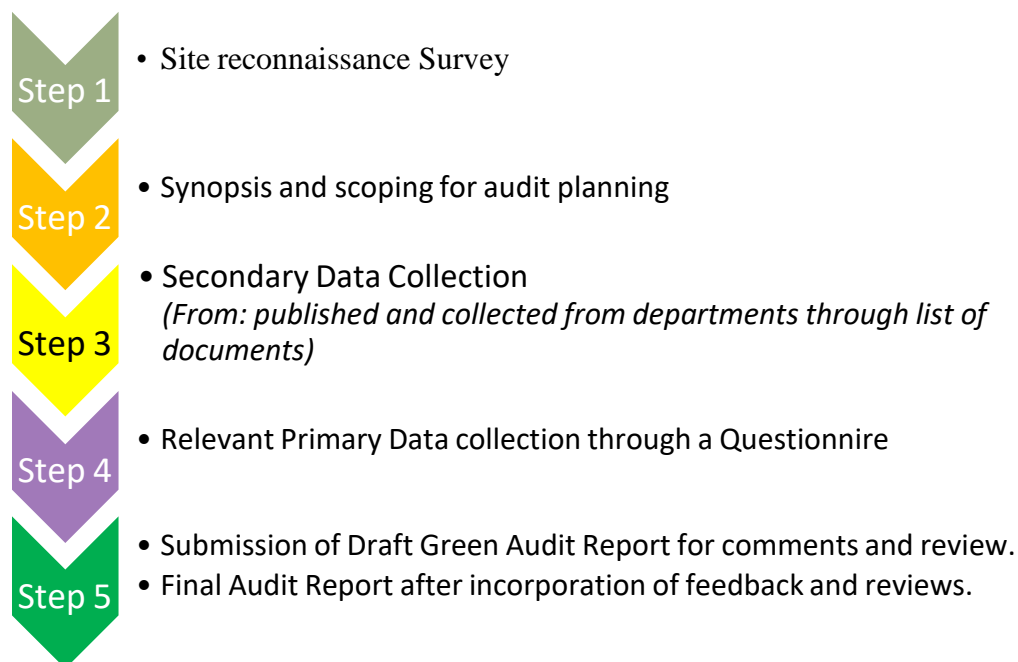 Step 1
• Site reconnaissance Survey
Step 2
• Synopsis and scoping for audit planning
Step 3
• Secondary Data Collection
(From: published and collected from departments through list of
documents)
Step 4
• Relevant Primary Data collection through a Questionnire
Step 5
• Submission of Draft Green Audit Report for comments and review.
• Final Audit Report after incorporation of feedback and reviews.